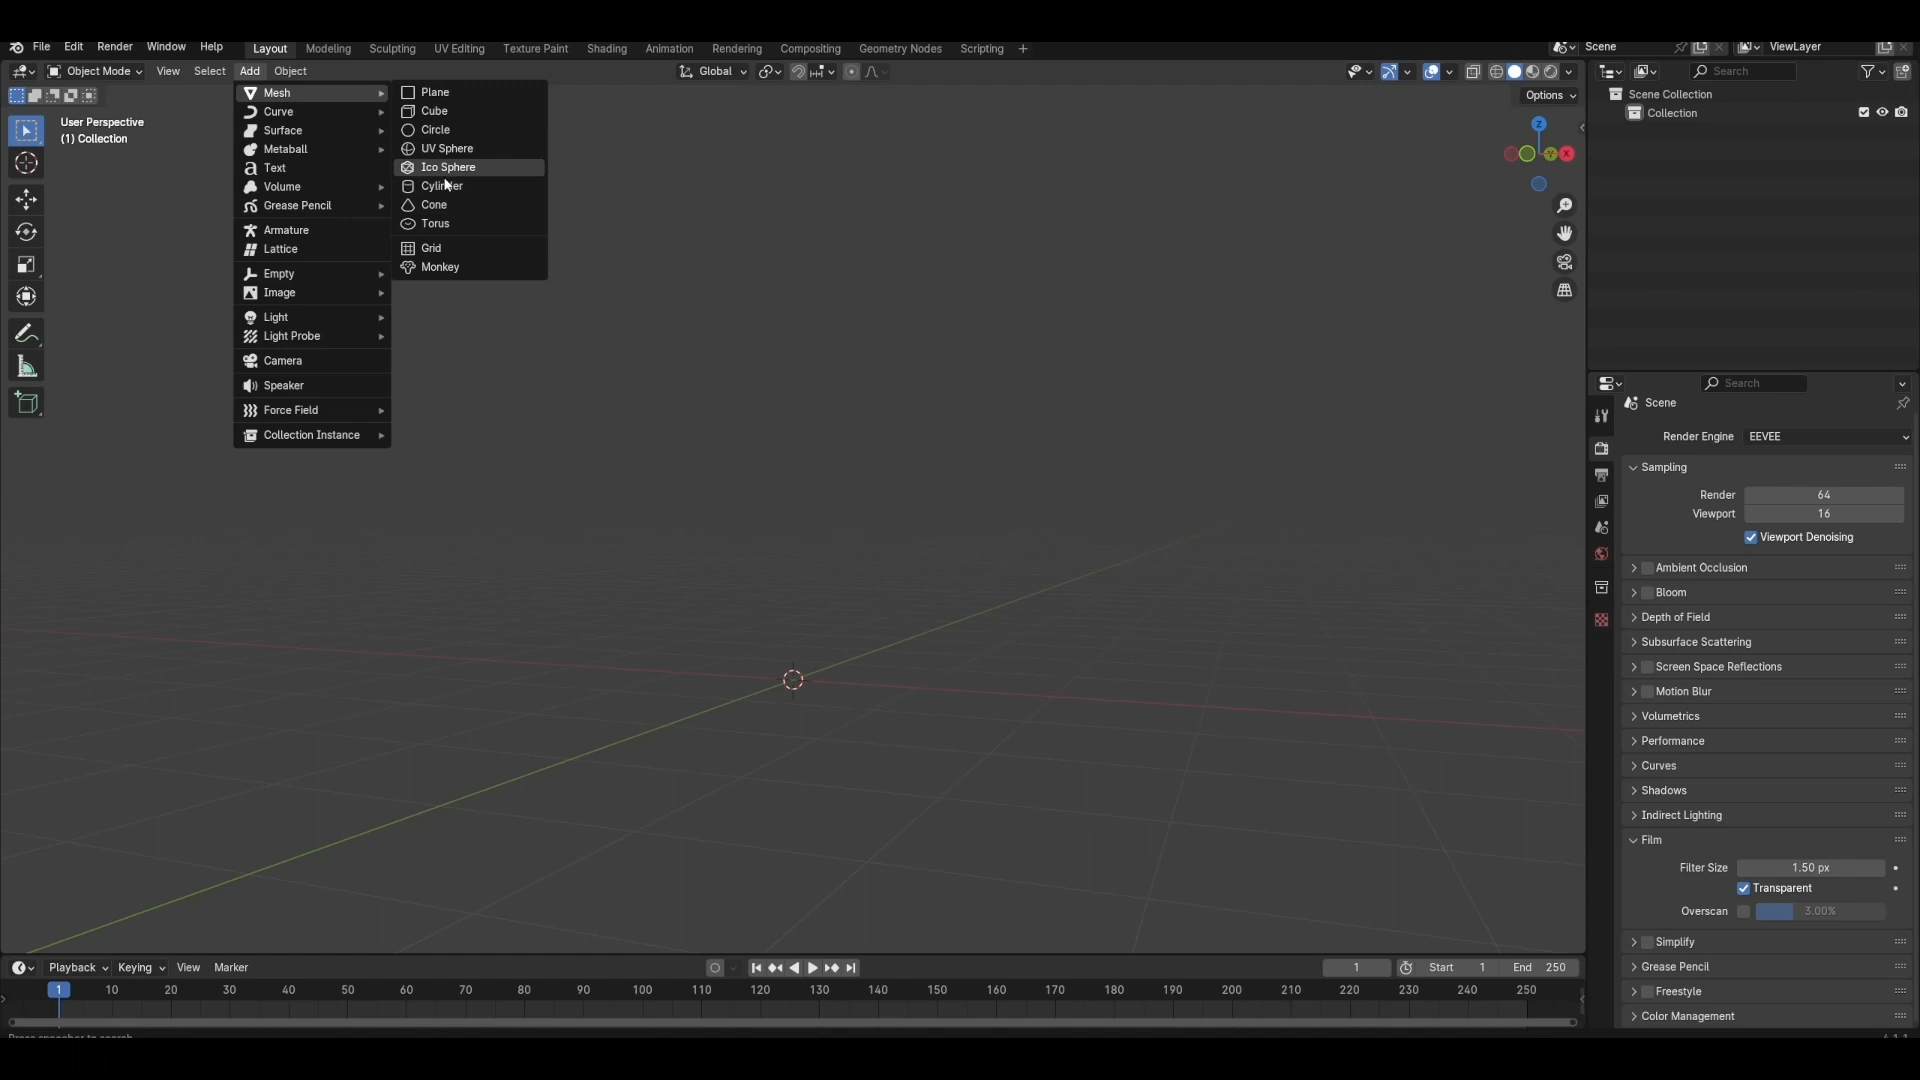 File Edit Render Window Help Layout Modeling Sculpting UV Editing Texture Paint Shading Animation Rendering Compositing Geometry Nodes Scripting + Scene ViewLayer
Object Mode View Select Add Object Global Search
Options
User Perspective
(1) Collection
Mesh
Curve
Surface
Metaball
Text
Volume
Grease Pencil
Armature
Lattice
Empty
Image
Light
Light Probe
Camera
Speaker
Force Field
Collection Instance
Plane
Cube
Circle
UV Sphere
Ico Sphere
Cylinder
Cone
Torus
Grid
Monkey
Z
Y
X
Scene Collection
Collection
Search
Scene
Render Engine EEVEE
Sampling
Render 64
Viewport 16
Viewport Denoising
Ambient Occlusion
Bloom
Depth of Field
Subsurface Scattering
Screen Space Reflections
Motion Blur
Volumetrics
Performance
Curves
Shadows
Indirect Lighting
Film
Filter Size 1.50 px
Transparent
Overscan 3.00%
Simplify
Grease Pencil
Freestyle
Color Management
Playback Keying View Marker 1 Start 1 End 250
1 10 20 30 40 50 60 70 80 90 100 110 120 130 140 150 160 170 180 190 200 210 220 230 240 250